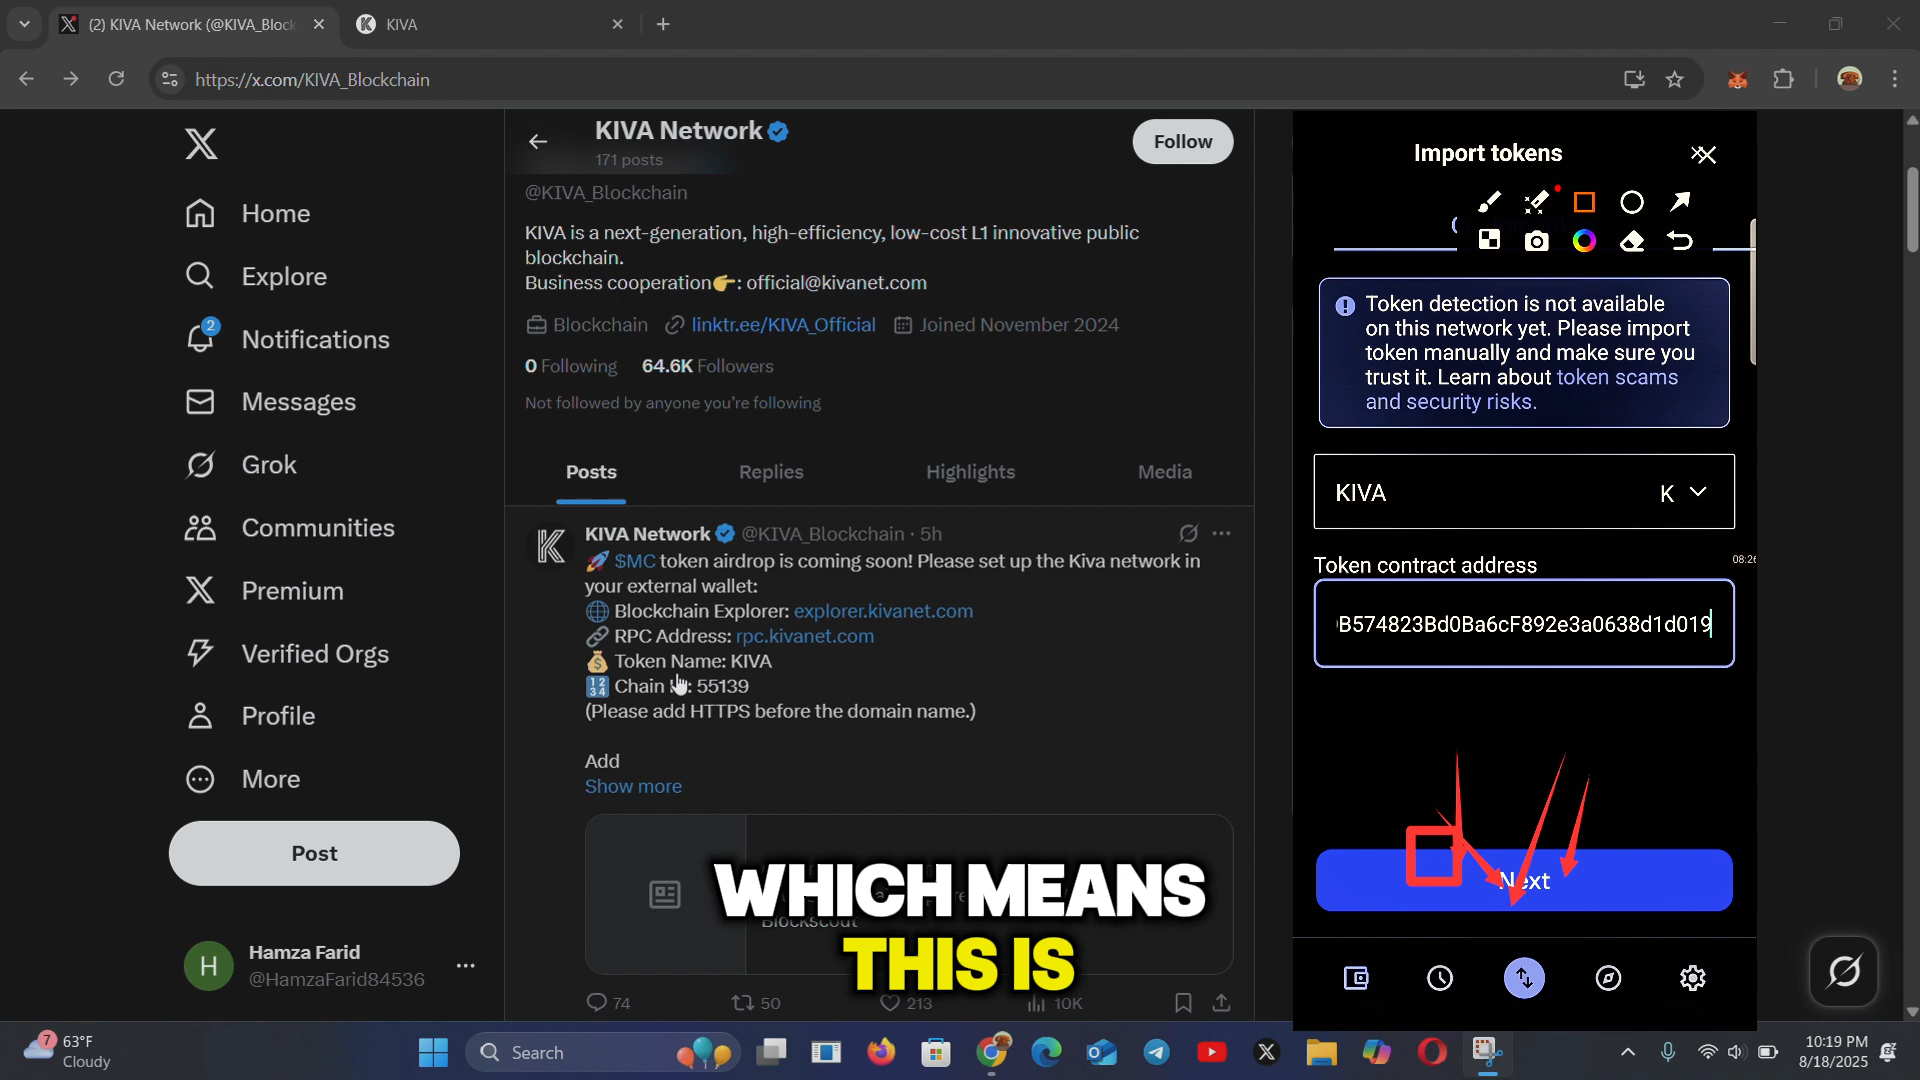 (2) KIVA Network (@KIVA_Block
KIVA
https://x.com/KIVA_Blockchain
Home
Explore
2
Notifications
Messages
Grok
Communities
Premium
Verified Orgs
Profile
More
Post
H
Hamza Farid
@HamzaFarid84536
KIVA Network
171 posts
Follow
@KIVA_Blockchain
KIVA is a next-generation, high-efficiency, low-cost L1 innovative public
blockchain.
Business cooperation👉: official@kivanet.com
Blockchain linktr.ee/KIVA_Official Joined November 2024
0 Following 64.6K Followers
Not followed by anyone you're following
Posts Replies Highlights Media
KIVA Network @KIVA_Blockchain · 5h
🚀 $MC token airdrop is coming soon! Please set up the Kiva network in
your external wallet:
🌐 Blockchain Explorer: explorer.kivanet.com
🔗 RPC Address: rpc.kivanet.com
💰 Token Name: KIVA
🔢 Chain : 55139
(Please add HTTPS before the domain name.)
Add
Show more
Blockscout
74 50 213 10K
WHICH MEANS
THIS IS
Import tokens
Token detection is not available
on this network yet. Please import
token manually and make sure you
trust it. Learn about token scams
and security risks.
KIVA K
Token contract address
08:26
B574823Bd0Ba6cF892e3a0638d1d019
Next
7
63°F
Cloudy
Search
10:19 PM
8/18/2025